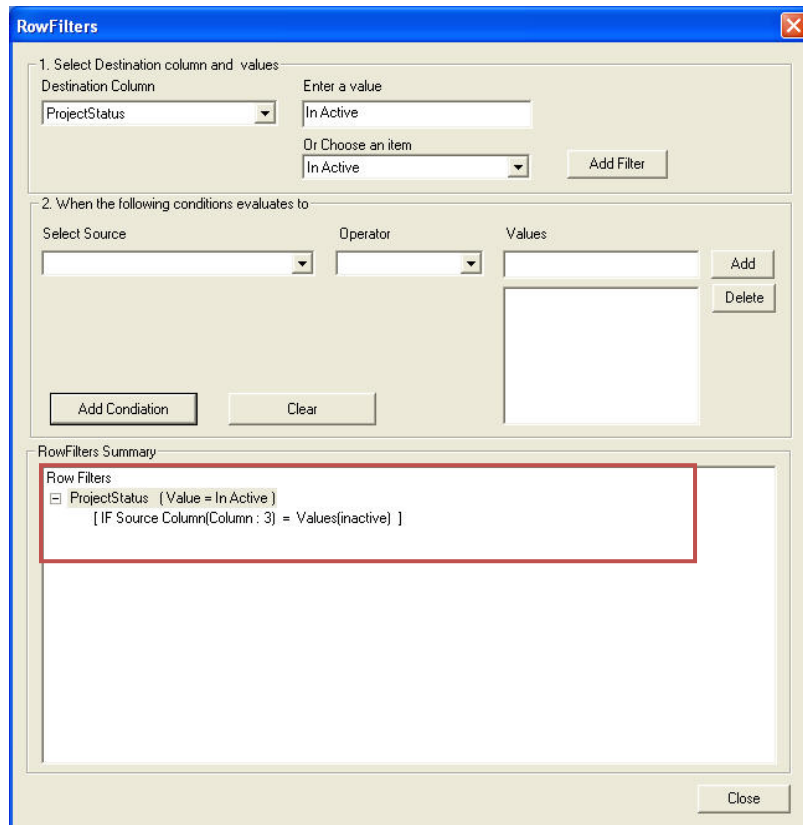 RowFilters
1. Select Destination column and values
Destination Column
Enter a value
ProjectStatus
In Active
Or Choose an item
In Active
Add Filter
2. When the following conditions evaluates to
Select Source
Operator
Values
Add
Delete
Add Condiation
Clear
RowFilters Summary
Row Filters
ProjectStatus ( Value = In Active )
[ IF Source Column(Column : 3) = Values(inactive) ]
Close